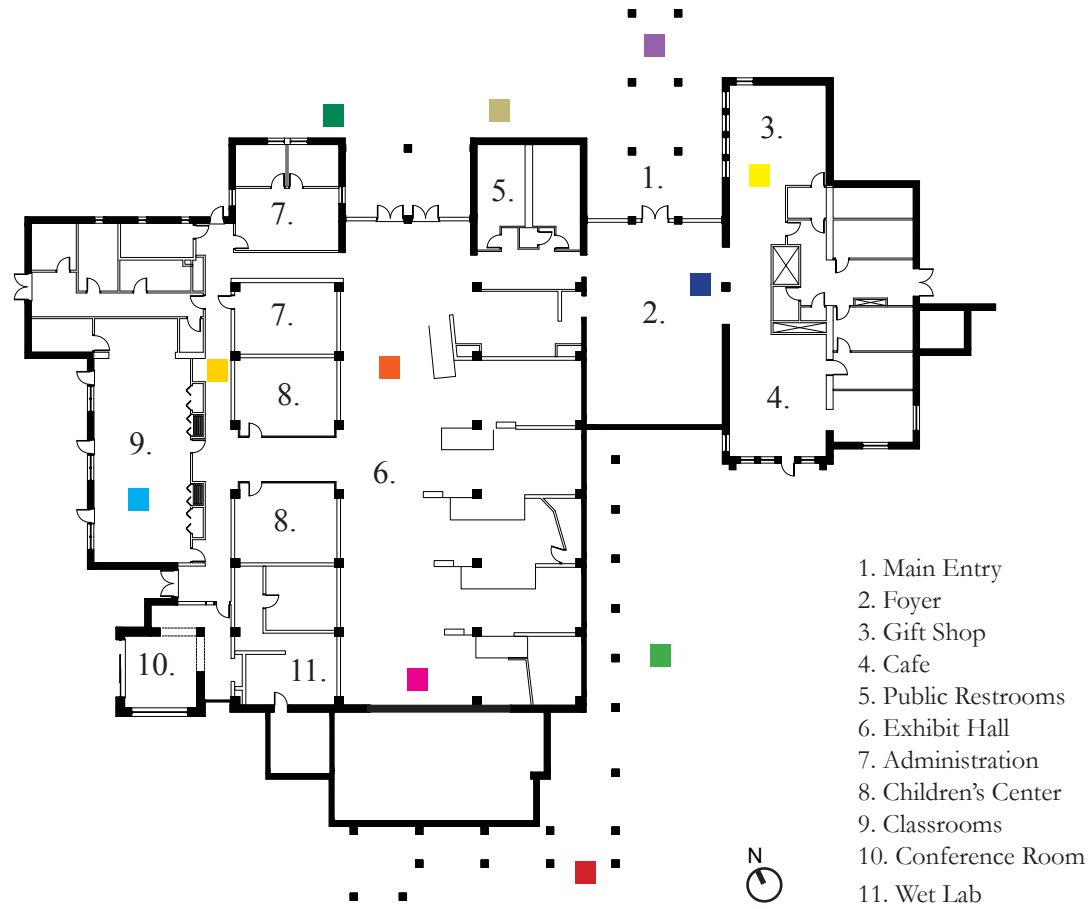 3.
1.
5.
7.
2.
7.
8.
4.
9.
6.
8.
10.
11.
1. Main Entry
2. Foyer
3. Gift Shop
4. Cafe
5. Public Restrooms
6. Exhibit Hall
7. Administration
8. Children's Center
9. Classrooms
10. Conference Room
11. Wet Lab
N